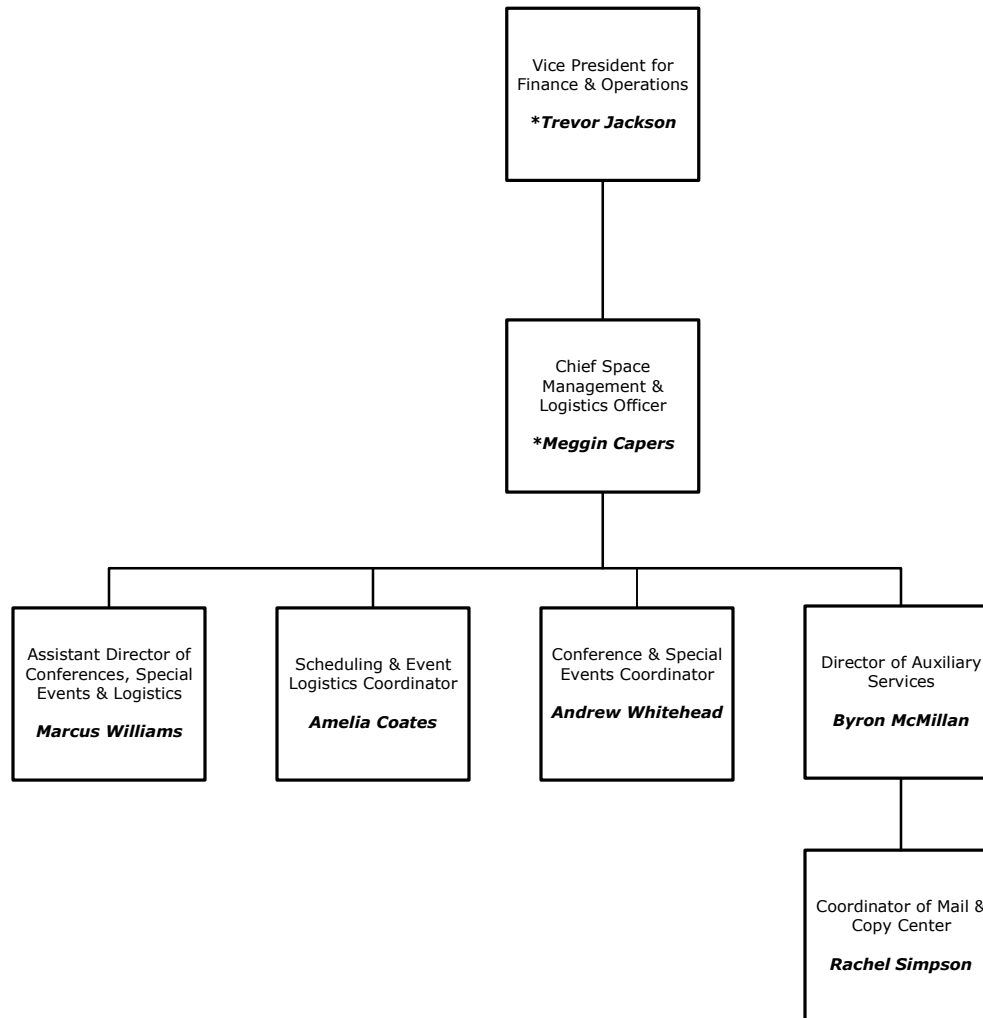 Vice President for
Finance & Operations
*Trevor Jackson
Chief Space
Management &
Logistics Officer
*Meggin Capers
Assistant Director of
Conferences, Special
Events & Logistics
Marcus Williams
Scheduling & Event
Logistics Coordinator
Amelia Coates
Conference & Special
Events Coordinator
Andrew Whitehead
Director of Auxiliary
Services
Byron McMillan
Coordinator of Mail &
Copy Center
Rachel Simpson